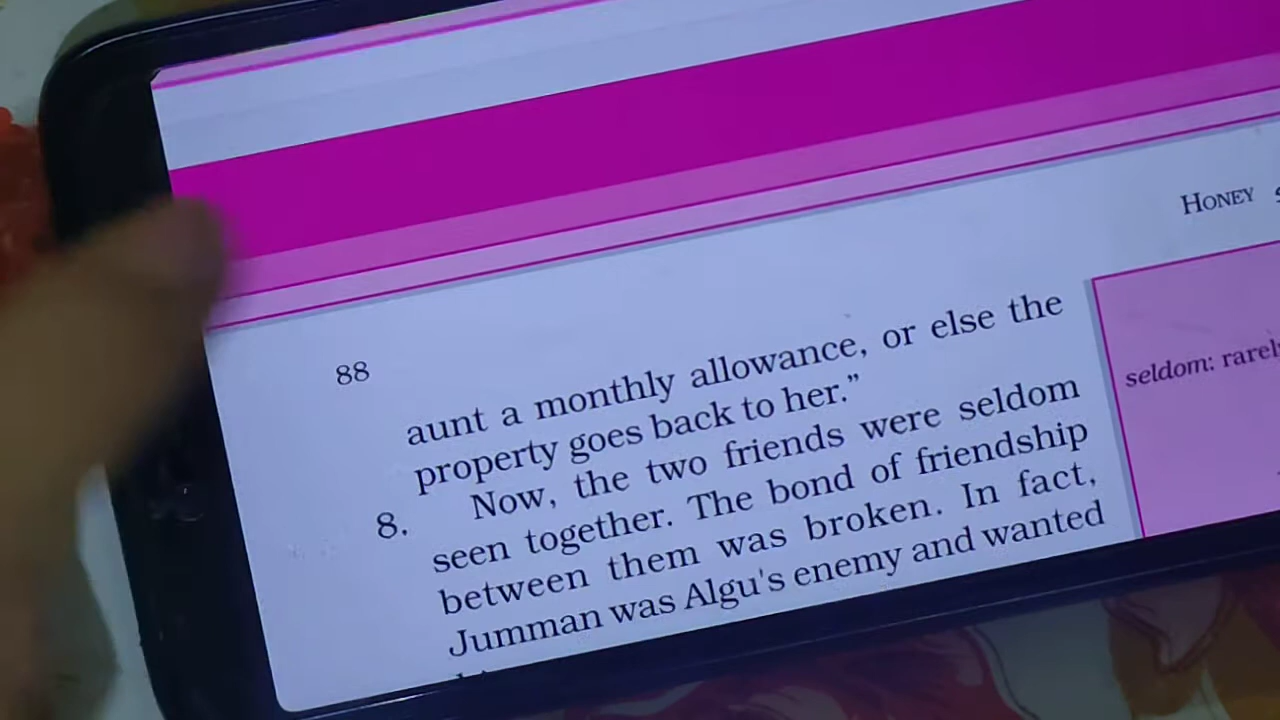 HONEY
88
aunt a monthly allowance, or else the
property goes back to her.”
8. Now, the two friends were seldom
seen together. The bond of friendship
between them was broken. In fact,
Jumman was Algu's enemy and wanted
seldom: